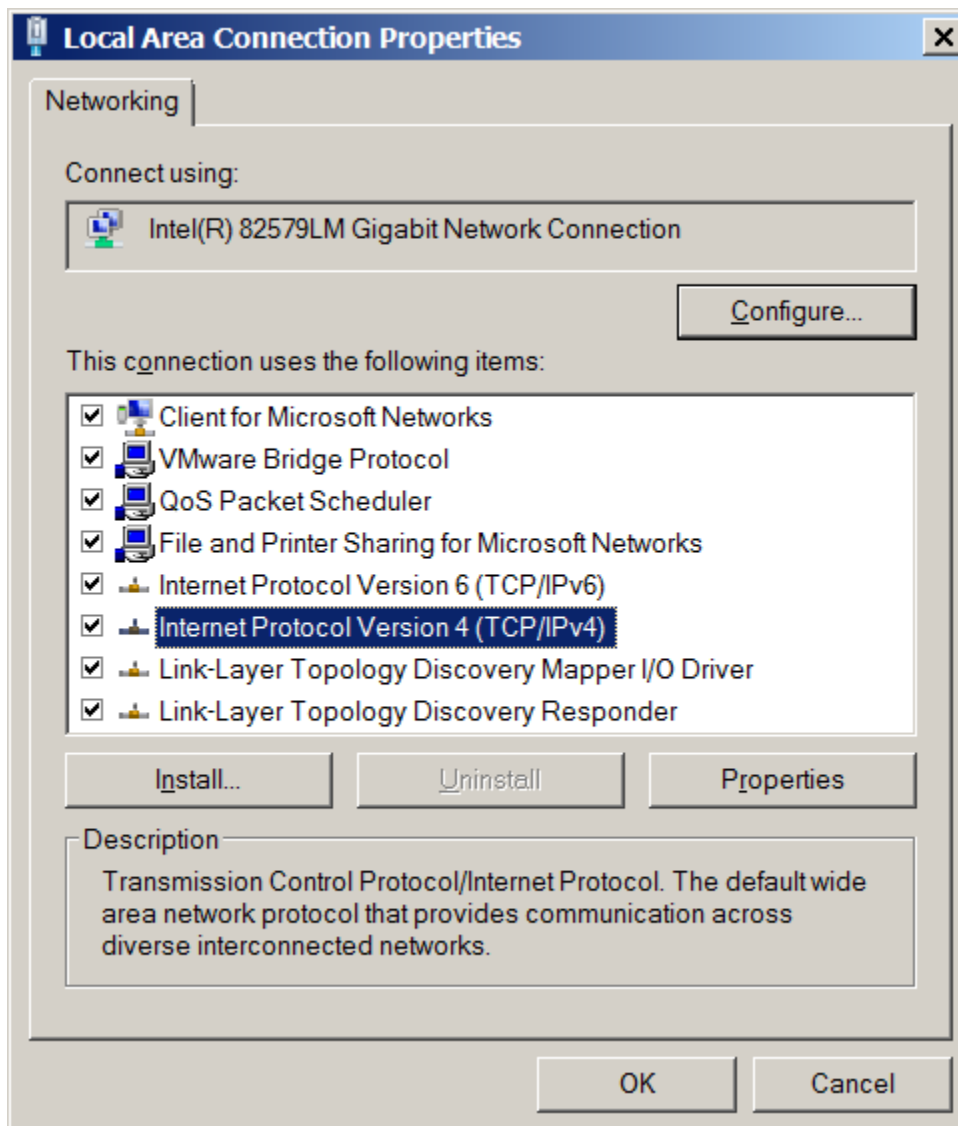 Local Area Connection Properties
Networking
Connect using:
Intel(R) 82579LM Gigabit Network Connection
Configure...
This connection uses the following items:
Client for Microsoft Networks
VMware Bridge Protocol
QoS Packet Scheduler
File and Printer Sharing for Microsoft Networks
Internet Protocol Version 6 (TCP/IPv6)
Internet Protocol Version 4 (TCP/IPv4)
Link-Layer Topology Discovery Mapper I/O Driver
Link-Layer Topology Discovery Responder
Install... Uninstall Properties
Description
Transmission Control Protocol/Internet Protocol. The default wide
area network protocol that provides communication across
diverse interconnected networks.
OK Cancel